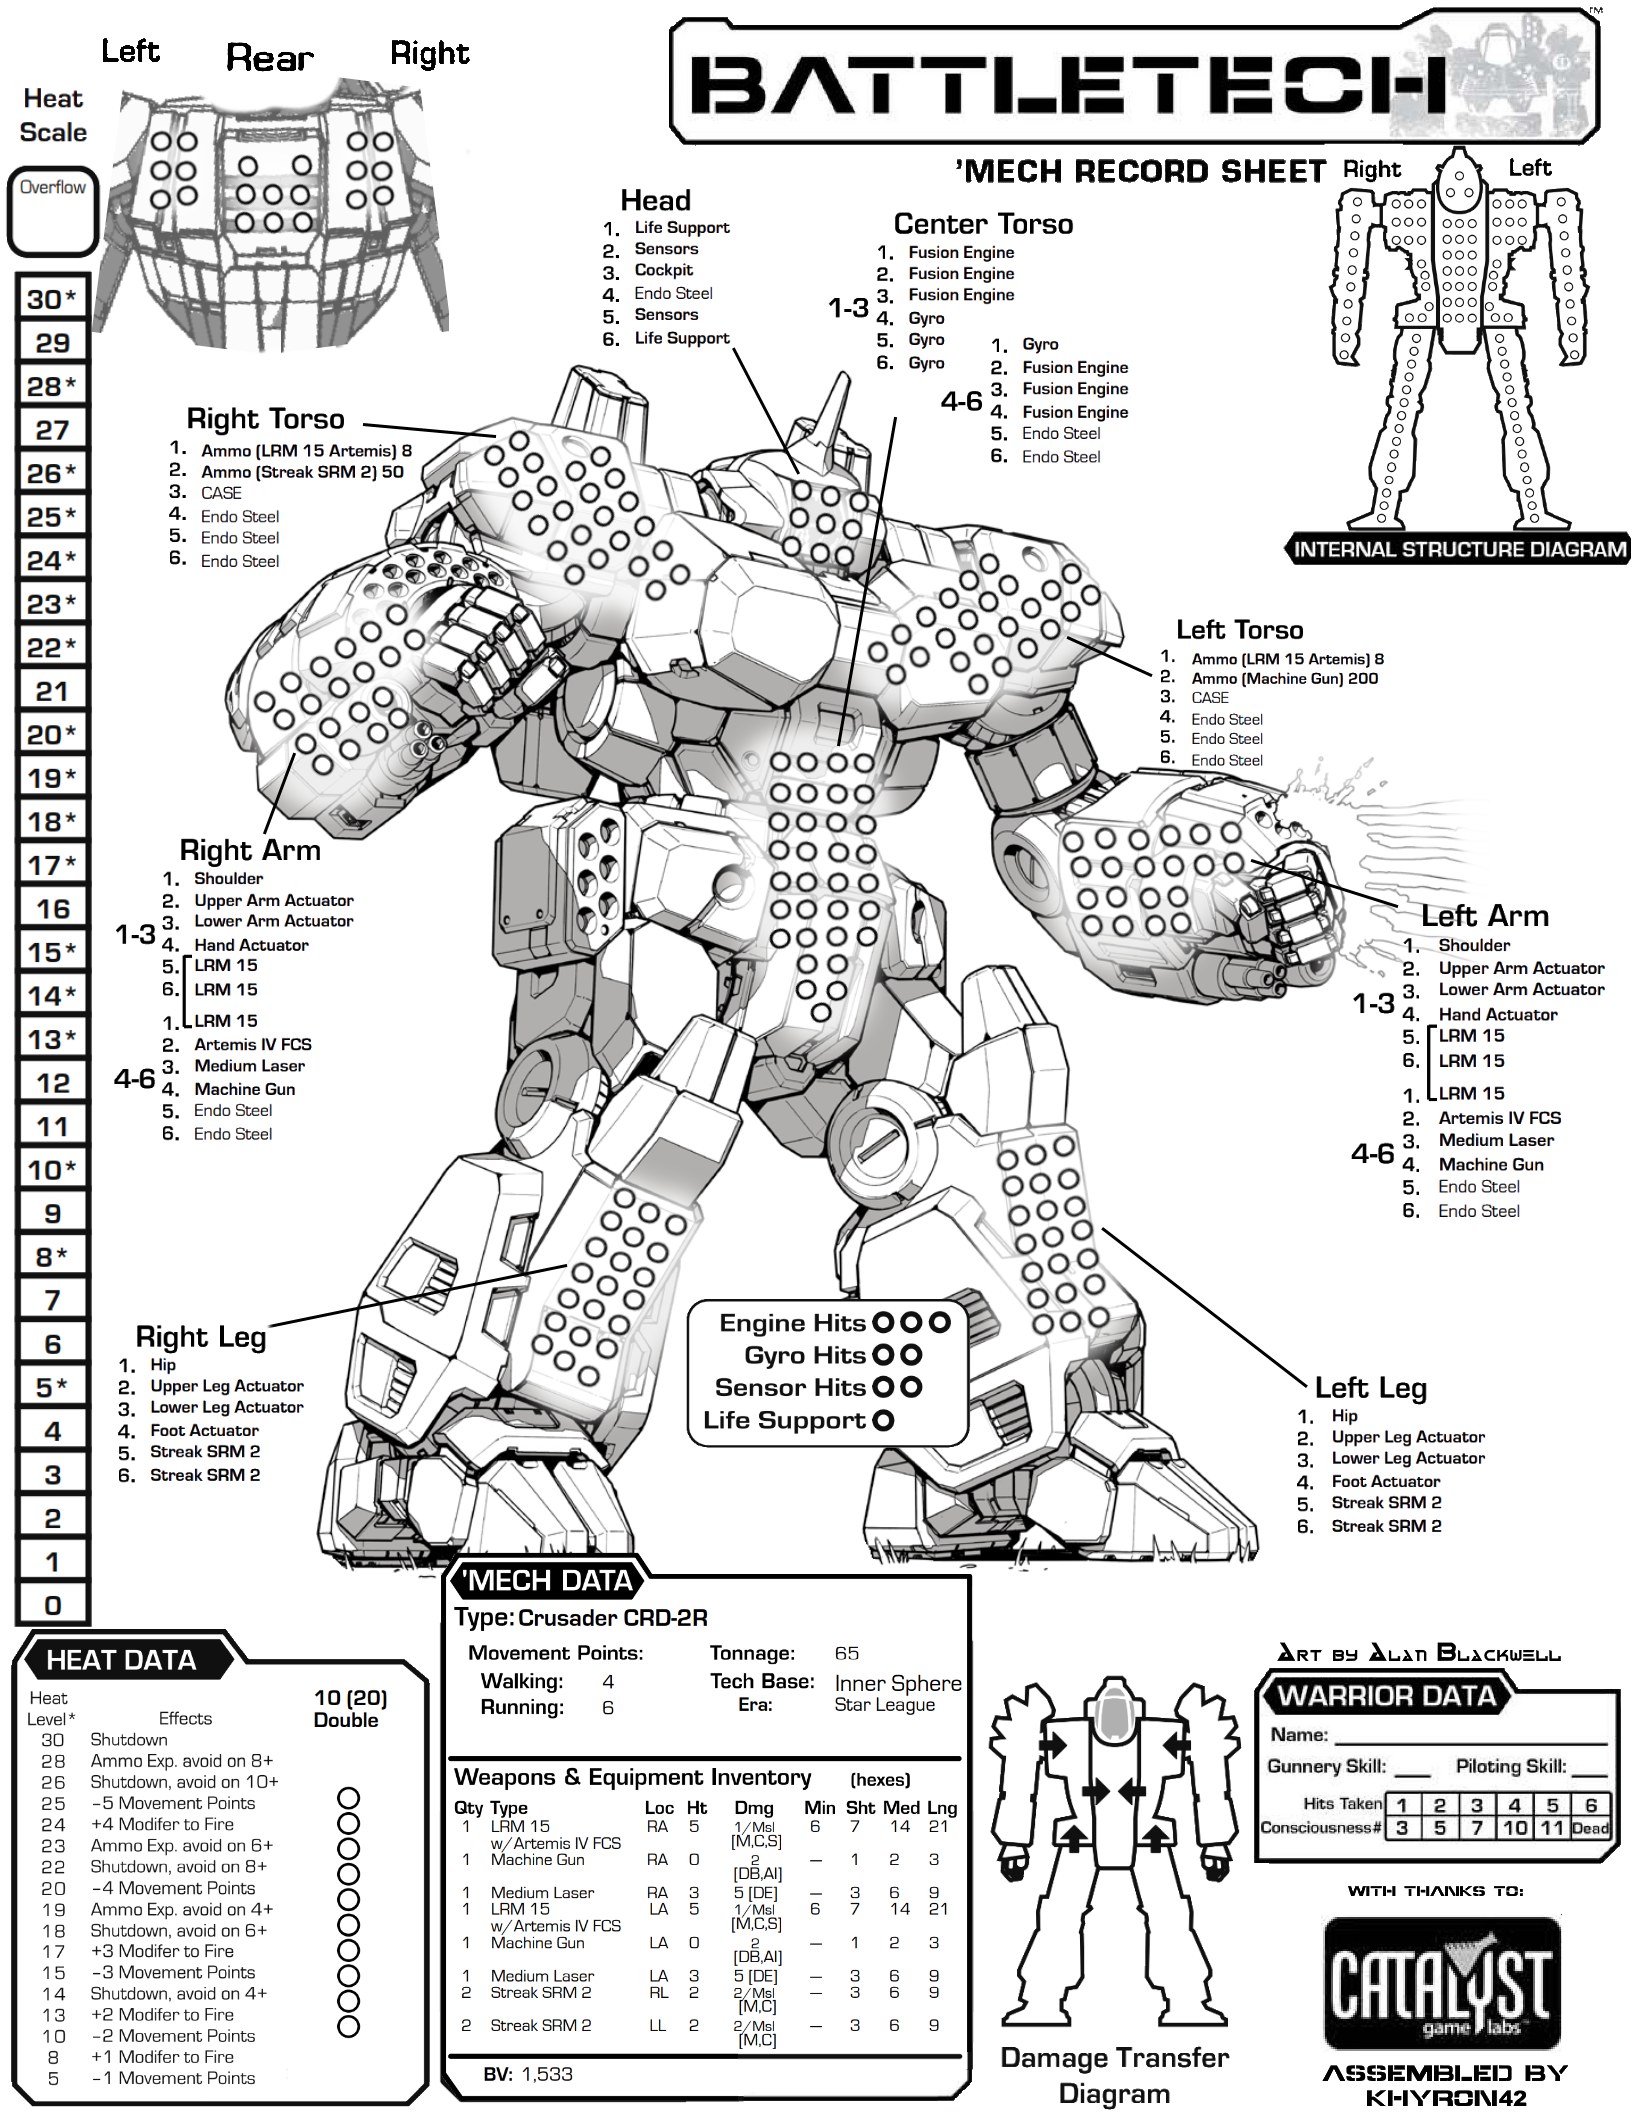 BATTLETECH
TM
'MECH RECORD SHEET
Left
Rear
Right
Heat
Scale
Overflow
30*
29
28*
27
26*
25*
24*
23*
22*
21
20*
19*
18*
17*
16
15*
14*
13*
12
11
10*
9
8*
7
6
5*
4
3
2
1
0
Head
1. Life Support
2. Sensors
3. Cockpit
4. Endo Steel
5. Sensors
6. Life Support
Center Torso
1-3
1. Fusion Engine
2. Fusion Engine
3. Fusion Engine
4. Gyro
5. Gyro
6. Gyro
4-6
1. Gyro
2. Fusion Engine
3. Fusion Engine
4. Fusion Engine
5. Endo Steel
6. Endo Steel
Right
Left
INTERNAL STRUCTURE DIAGRAM
Right Torso
1. Ammo (LRM 15 Artemis) 8
2. Ammo (Streak SRM 2) 50
3. CASE
4. Endo Steel
5. Endo Steel
6. Endo Steel
Left Torso
1. Ammo (LRM 15 Artemis) 8
2. Ammo (Machine Gun) 200
3. CASE
4. Endo Steel
5. Endo Steel
6. Endo Steel
Right Arm
1-3
1. Shoulder
2. Upper Arm Actuator
3. Lower Arm Actuator
4. Hand Actuator
5. LRM 15
6. LRM 15
4-6
1. LRM 15
2. Artemis IV FCS
3. Medium Laser
4. Machine Gun
5. Endo Steel
6. Endo Steel
Left Arm
1-3
1. Shoulder
2. Upper Arm Actuator
3. Lower Arm Actuator
4. Hand Actuator
5. LRM 15
6. LRM 15
4-6
1. LRM 15
2. Artemis IV FCS
3. Medium Laser
4. Machine Gun
5. Endo Steel
6. Endo Steel
Right Leg
1. Hip
2. Upper Leg Actuator
3. Lower Leg Actuator
4. Foot Actuator
5. Streak SRM 2
6. Streak SRM 2
Engine Hits
Gyro Hits
Sensor Hits
Life Support
Left Leg
1. Hip
2. Upper Leg Actuator
3. Lower Leg Actuator
4. Foot Actuator
5. Streak SRM 2
6. Streak SRM 2
HEAT DATA
Heat
Level* Effects
10 (20)
Double
30 Shutdown
28 Ammo Exp. avoid on 8+
26 Shutdown, avoid on 10+
25 -5 Movement Points
24 +4 Modifer to Fire
23 Ammo Exp. avoid on 6+
22 Shutdown, avoid on 8+
20 -4 Movement Points
19 Ammo Exp. avoid on 4+
18 Shutdown, avoid on 6+
17 +3 Modifer to Fire
15 -3 Movement Points
14 Shutdown, avoid on 4+
13 +2 Modifer to Fire
10 -2 Movement Points
8 +1 Modifer to Fire
5 -1 Movement Points
'MECH DATA
Type: Crusader CRD-2R
Movement Points:
Walking: 4
Running: 6
Tonnage: 65
Tech Base: Inner Sphere
Era: Star League
Weapons & Equipment Inventory (hexes)
Qty Type Loc Ht Dmg Min Sht Med Lng
1 LRM 15 RA 5 1/Msl 6 7 14 21
w/Artemis IV FCS [M,C,S]
1 Machine Gun RA 0 2 – 1 2 3
[DB,AI]
1 Medium Laser RA 3 5 [DE] – 3 6 9
1 LRM 15 LA 5 1/Msl 6 7 14 21
w/Artemis IV FCS [M,C,S]
1 Machine Gun LA 0 2 – 1 2 3
[DB,AI]
1 Medium Laser LA 3 5 [DE] – 3 6 9
2 Streak SRM 2 RL 2 2/Msl – 3 6 9
[M,C]
2 Streak SRM 2 LL 2 2/Msl – 3 6 9
[M,C]
BV: 1,533
Damage Transfer
Diagram
ART BY ALAN BLACKWELL
WARRIOR DATA
Name:
Gunnery Skill: Piloting Skill:
Hits Taken 1 2 3 4 5 6
Consciousness# 3 5 7 10 11 Dead
WITH THANKS TO:
CATALYST
game labs
ASSEMBLED BY
KHYRON42